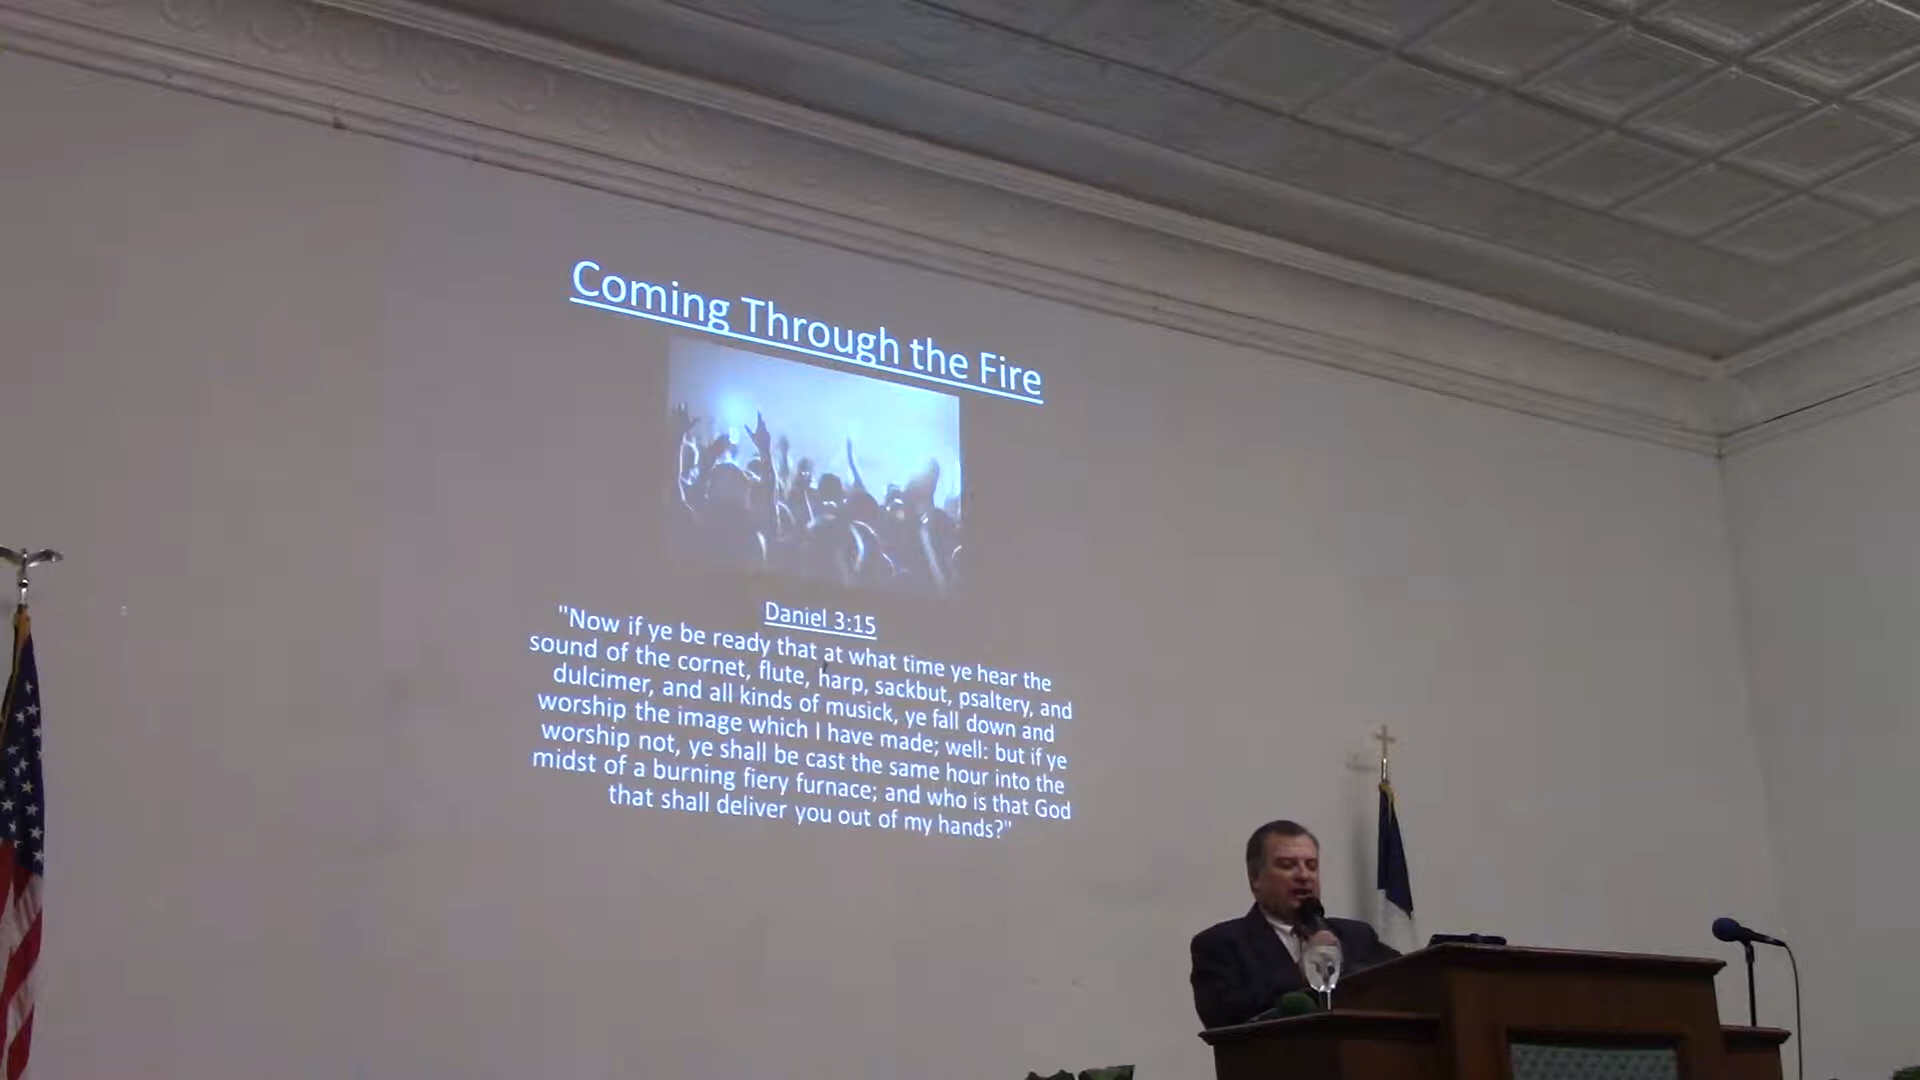 Coming Through the Fire
Daniel 3:15
"Now if ye be ready that at what time ye hear the
sound of the cornet, flute, harp, sackbut, psaltery, and
dulcimer, and all kinds of musick, ye fall down and
worship the image which I have made; well: but if ye
worship not, ye shall be cast the same hour into the
midst of a burning fiery furnace; and who is that God
that shall deliver you out of my hands?"